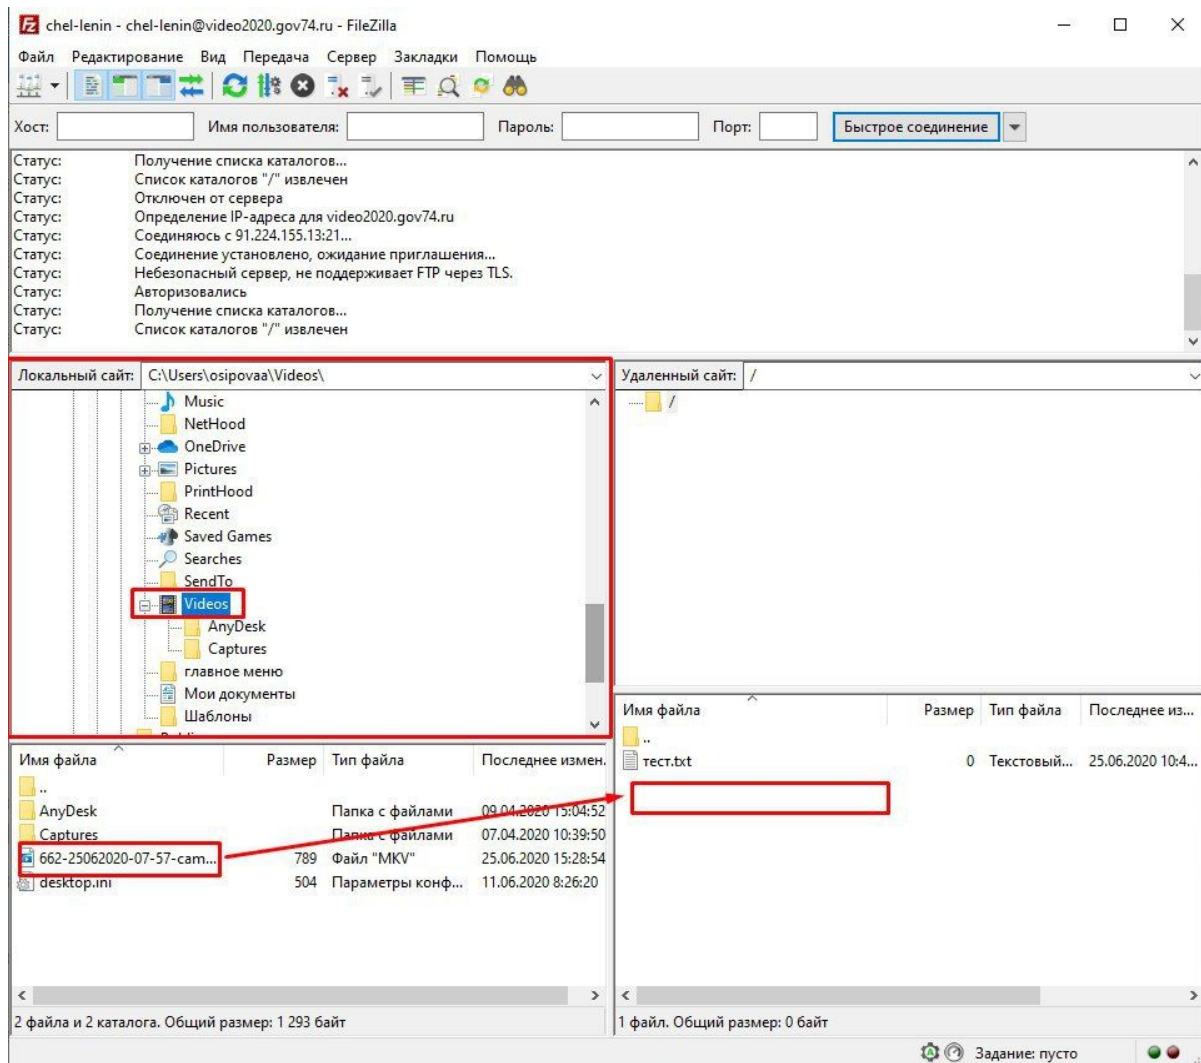 chel-lenin - chel-lenin@video2020.gov74.ru - FileZilla
Файл Редактирование Вид Передача Сервер Закладки Помощь
Хост: Имя пользователя: Пароль: Порт: Быстрое соединение
Статус: Получение списка каталогов...
Статус: Список каталогов "/" извлечен
Статус: Отключен от сервера
Статус: Определение IP-адреса для video2020.gov74.ru
Статус: Соединяюсь с 91.224.155.13:21...
Статус: Соединение установлено, ожидание приглашения...
Статус: Небезопасный сервер, не поддерживает FTP через TLS.
Статус: Авторизовались
Статус: Получение списка каталогов...
Статус: Список каталогов "/" извлечен
Локальный сайт: C:\Users\osipovaa\Videos\
Music
NetHood
OneDrive
Pictures
PrintHood
Recent
Saved Games
Searches
SendTo
Videos
AnyDesk
Captures
главное меню
Мои документы
Шаблоны
Имя файла Размер Тип файла Последнее измен.
..
AnyDesk Папка с файлами 09.04.2020 15:04:52
Captures Папка с файлами 07.04.2020 10:39:50
662-25062020-07-57-cam... 789 Файл "MKV" 25.06.2020 15:28:54
desktop.ini 504 Параметры конф... 11.06.2020 8:26:20
2 файла и 2 каталога. Общий размер: 1 293 байт
Удаленный сайт: /
/
Имя файла Размер Тип файла Последнее из...
..
тест.txt 0 Текстовый... 25.06.2020 10:4...
1 файл. Общий размер: 0 байт
Задание: пусто